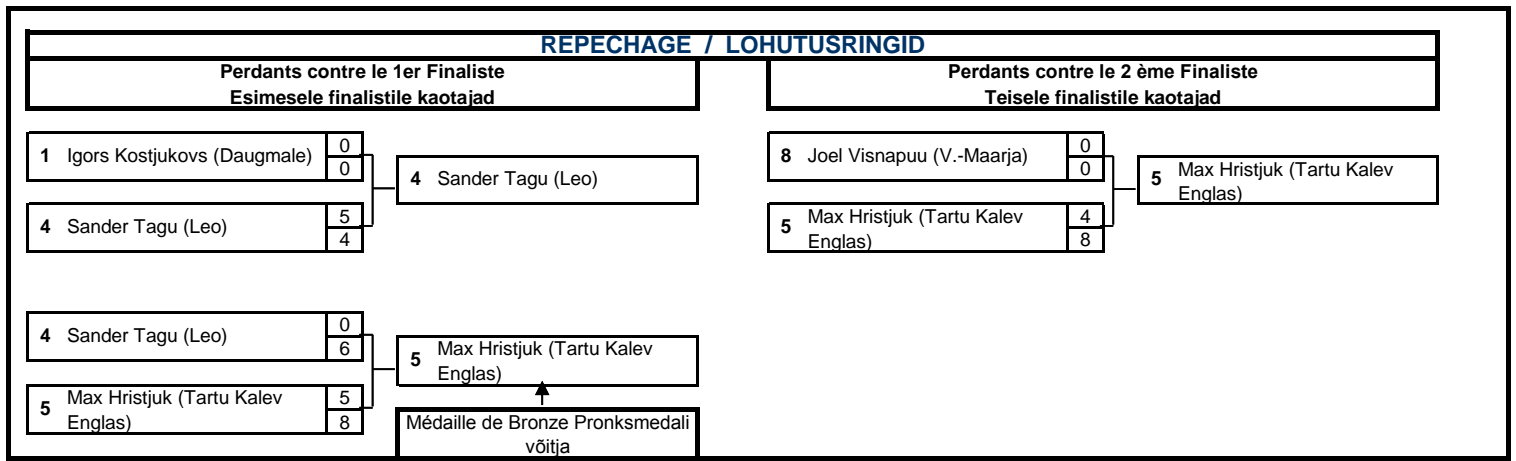 REPECHAGE / LOHUTUSRINGID
Perdants contre le 1er Finaliste
Esimesele finalistile kaotajad
Perdants contre le 2 ème Finaliste
Teisele finalistile kaotajad
1 Igors Kostjukovs (Daugmale) 0
0
4 Sander Tagu (Leo)
4 Sander Tagu (Leo) 5
4
8 Joel Visnapuu (V.-Maarja) 0
0
5 Max Hristjuk (Tartu Kalev
Englas)
5 Max Hristjuk (Tartu Kalev 4
Englas) 8
4 Sander Tagu (Leo) 0
6
5 Max Hristjuk (Tartu Kalev
Englas)
5 Max Hristjuk (Tartu Kalev 5
Englas) 8
Médaille de Bronze Pronksmedali
võitja